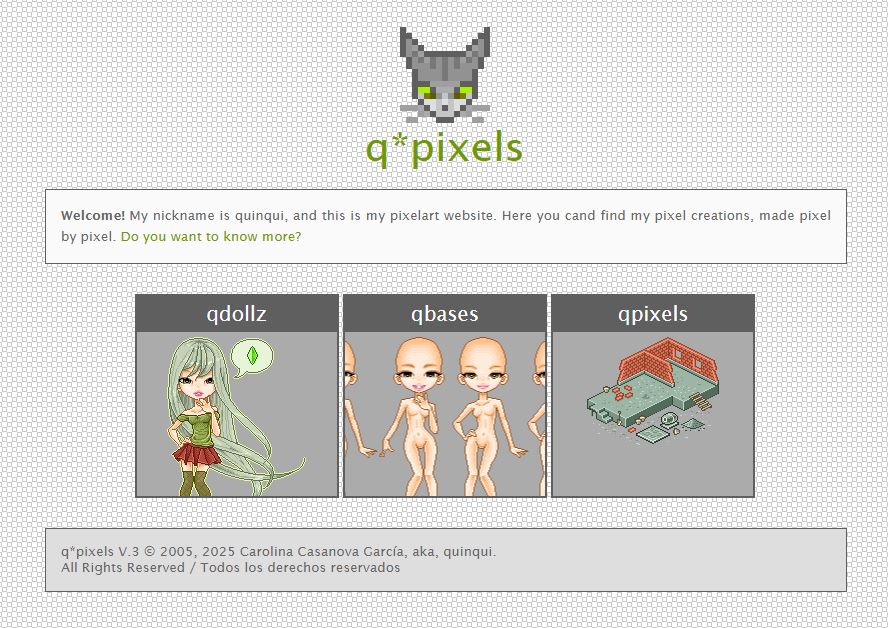 q*pixels
Welcome! My nickname is quinqui, and this is my pixelart website. Here you cand find my pixel creations, made pixel
by pixel. Do you want to know more?
qdollz
qbases
qpixels
q*pixels V.3 © 2005, 2025 Carolina Casanova García, aka, quinqui.
All Rights Reserved / Todos los derechos reservados